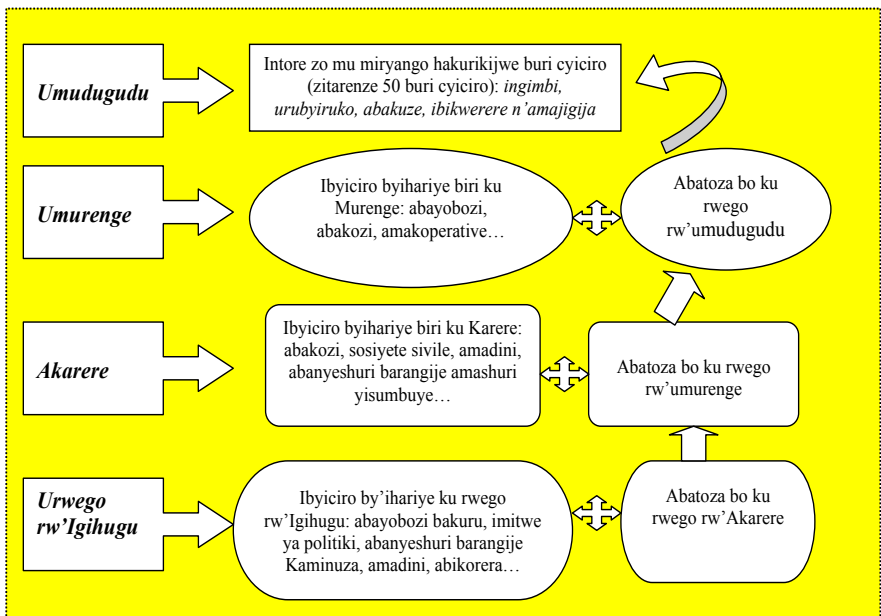 Umudugudu
Intore zo mu miryango hakurikijwe buri cyiciro
(zitarenze 50 buri cyiciro): ingimbi,
urubyiruko, abakuze, ibikwerere n’amajigija
Umurenge
Ibyiciro byihariye biri ku
Murenge: abayobozi,
abakozi, amakoperative…
Abatoza bo ku
rwego
rw’umudugudu
Akarere
Ibyiciro byihariye biri ku Karere:
abakozi, sosiyete sivile, amadini,
abanyeshuri barangije amashuri
yisumbuye…
Abatoza bo ku rwego
rw’umurenge
Urwego
rw’Igihugu
Ibyiciro by’ihariye ku rwego
rw’Igihugu: abayobozi bakuru, imitwe
ya politiki, abanyeshuri barangije
Kaminuza, amadini, abikorera…
Abatoza bo ku
rwego rw’Akarere